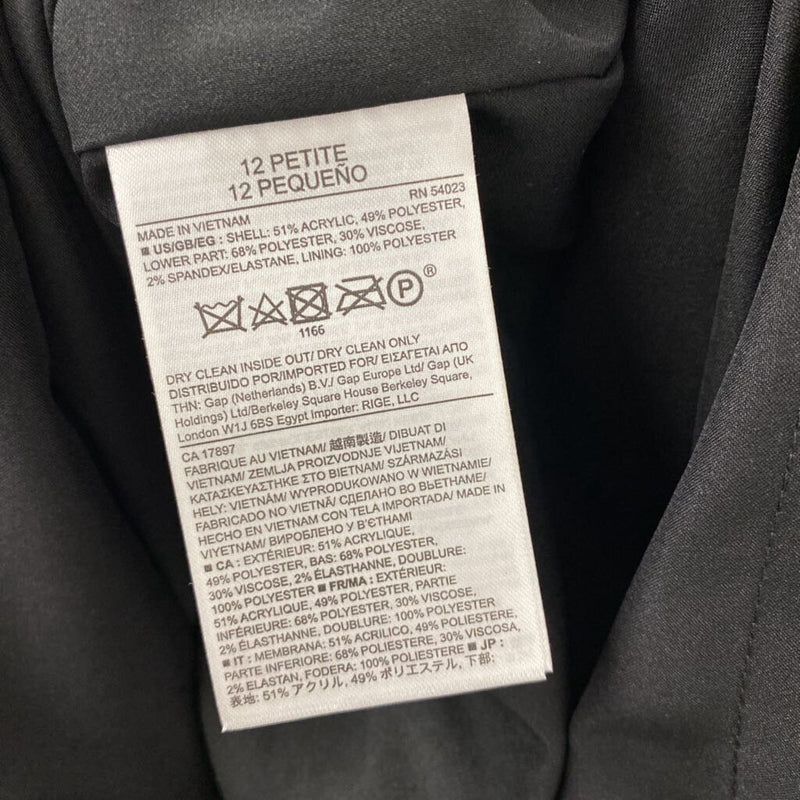 12 PETITE
12 PEQUEÑO
MADE IN VIETNAM RN 54023
■ US/GB/EG : SHELL: 51% ACRYLIC, 49% POLYESTER,
LOWER PART: 68% POLYESTER, 30% VISCOSE,
2% SPANDEX/ELASTANE, LINING: 100% POLYESTER
P ®
1166
DRY CLEAN INSIDE OUT/ DRY CLEAN ONLY
DISTRIBUIDO POR/IMPORTED FOR/ ΕΙΣΑΓΕΤΑΙ ΑΠΟ
ΤΗΝ: Gap (Netherlands) B.V./ Gap Europe Ltd/ Gap (UK
Holdings) Ltd/Berkeley Square House Berkeley Square,
London W1J 6BS Egypt Importer: RIGE, LLC
CA 17897
FABRIQUE AU VIETNAM/ 越南製造/ DIBUAT DI
VIETNAM/ ZEMLJA PROIZVODNJE VIJETNAM/
ΚΑΤΑΣΚΕΥΑΣΤΗΚΕ ΣΤΟ ΒΙΕΤΝΑΜ/ SZÁRMAZÁSI
HELY: VIETNÁM/ WYPRODUKOWANO W WIETNAMIE/
FABRICADO NO VIETNÃ/ СДЕЛАНО ВО ВЬЕТНАМЕ/
HECHO EN VIETNAM CON TELA IMPORTADA/ MADE IN
VIYETNAM/ ВИРОБЛЕНО У В'ЄТНАМІ
■ CA : EXTÉRIEUR: 51% ACRYLIQUE,
49% POLYESTER, BAS: 68% POLYESTER,
30% VISCOSE, 2% ÉLASTHANNE, DOUBLURE:
100% POLYESTER ■ FR/MA : EXTÉRIEUR:
51% ACRYLIQUE, 49% POLYESTER, PARTIE
INFÉRIEURE: 68% POLYESTER, 30% VISCOSE,
2% ÉLASTHANNE, DOUBLURE: 100% POLYESTER
■ IT : MEMBRANA: 51% ACRILICO, 49% POLIESTERE,
PARTE INFERIORE: 68% POLIESTERE, 30% VISCOSA,
2% ELASTAN, FODERA: 100% POLIESTERE ■ JP :
表地: 51% アクリル, 49% ポリエステル, 下部: